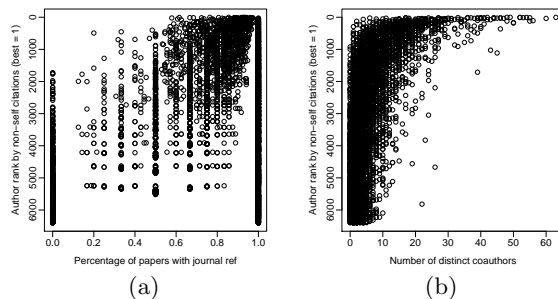 Author rank by non−self citations (best = 1)
0
1000
2000
3000
4000
5000
6000
0.0 0.2 0.4 0.6 0.8 1.0
Percentage of papers with journal ref
(a)
Author rank by non−self citations (best = 1)
0
1000
2000
3000
4000
5000
6000
0 10 20 30 40 50 60
Number of distinct coauthors
(b)